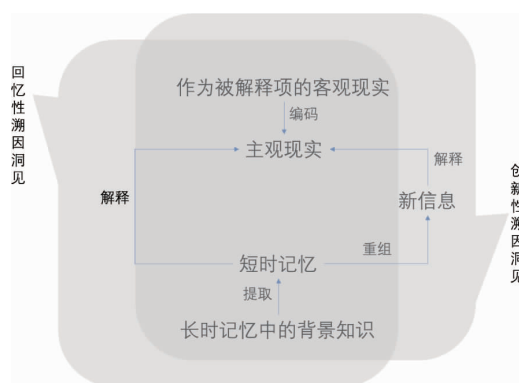 回忆性溯因洞见
作为被解释项的客观现实
编码
主观现实
解释
解释
新信息
创新性溯因洞见
重组
短时记忆
提取
长时记忆中的背景知识